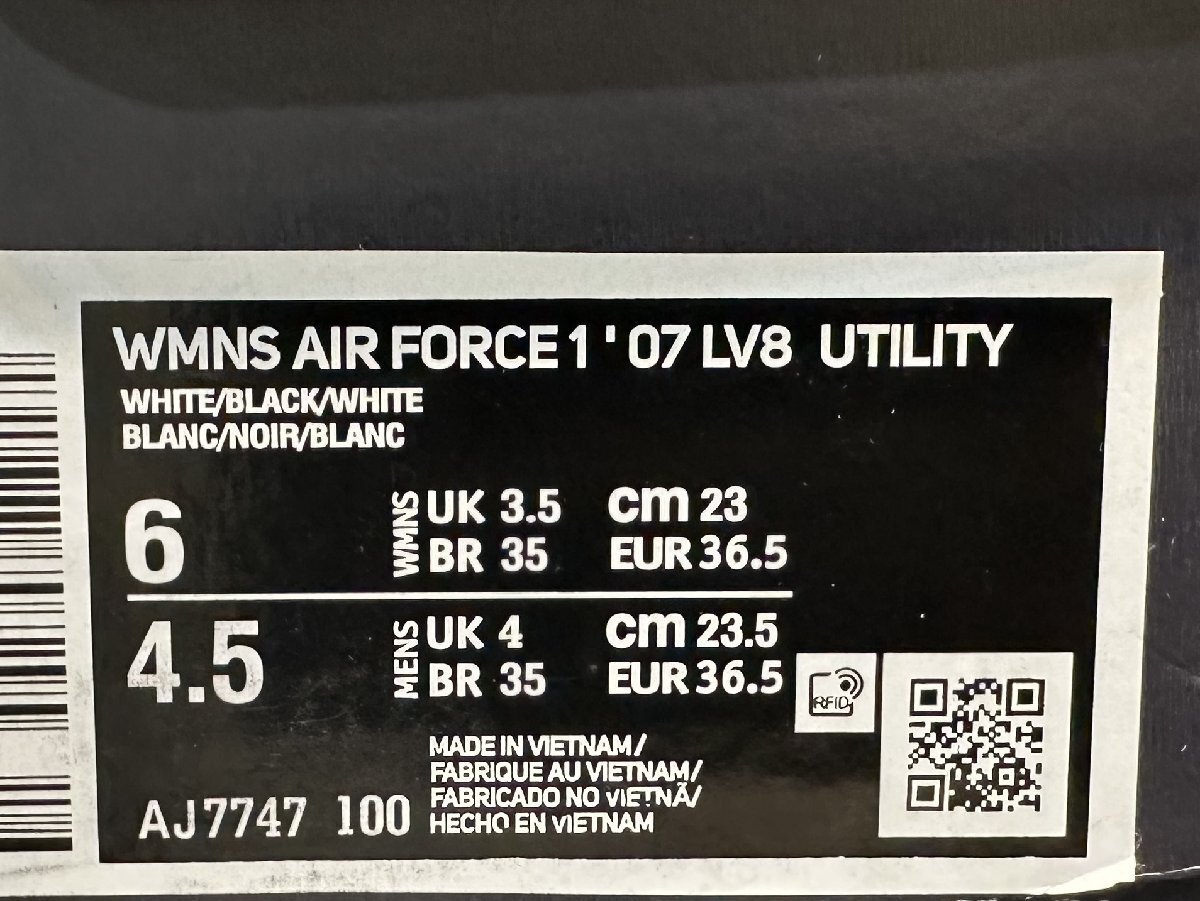 WMNS AIR FORCE 1 '07 LV8 UTILITY
WHITE/BLACK/WHITE
BLANC/NOIR/BLANC
6
WMNS
UK 3.5 cm 23
BR 35 EUR 36.5
4.5
MENS
UK 4 cm 23.5
BR 35 EUR 36.5
RFID
MADE IN VIETNAM/
FABRIQUE AU VIETNAM/
FABRICADO NO VIETNÃ/
HECHO EN VIETNAM
AJ7747 100